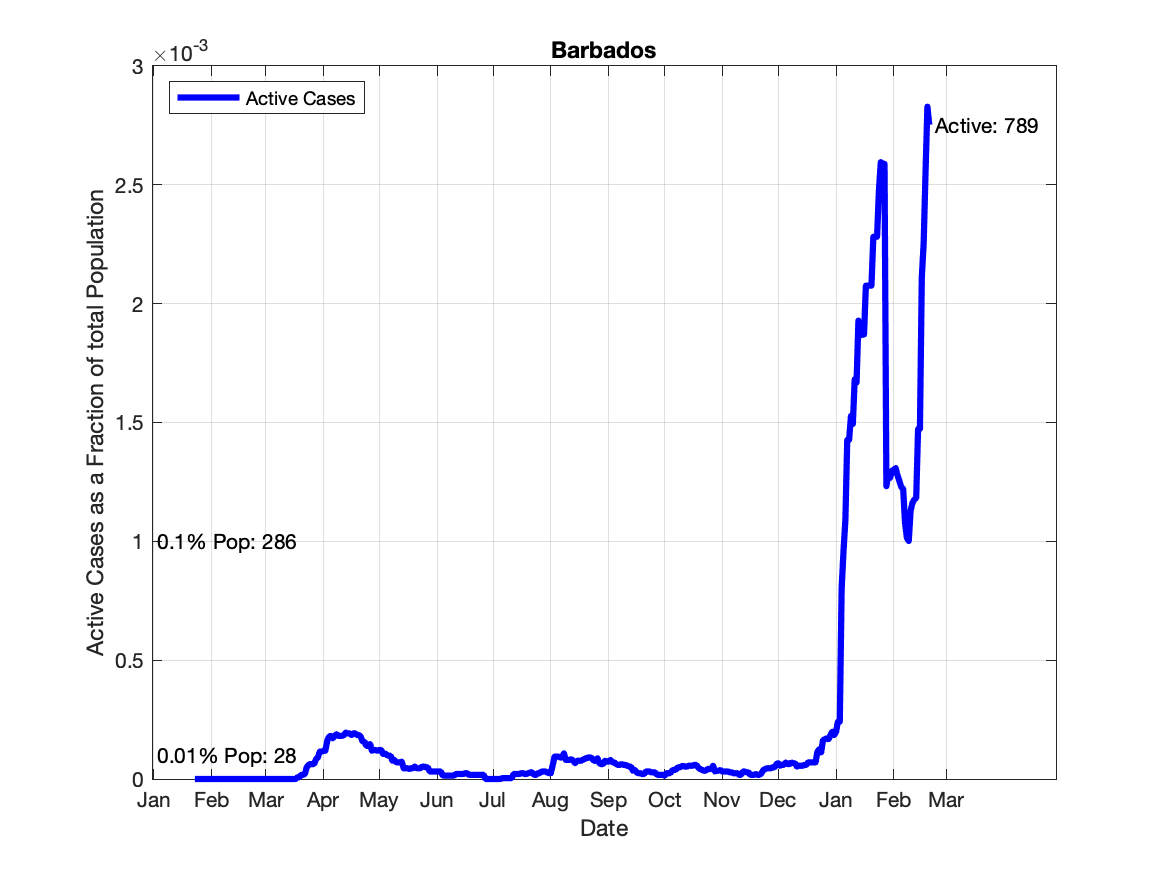 Barbados
×10-3
3
2.5
2
1.5
1
0.5
0
Active Cases as a Fraction of total Population
Active Cases
Active: 789
0.1% Pop: 286
0.01% Pop: 28
Jan Feb Mar Apr May Jun Jul Aug Sep Oct Nov Dec Jan Feb Mar
Date